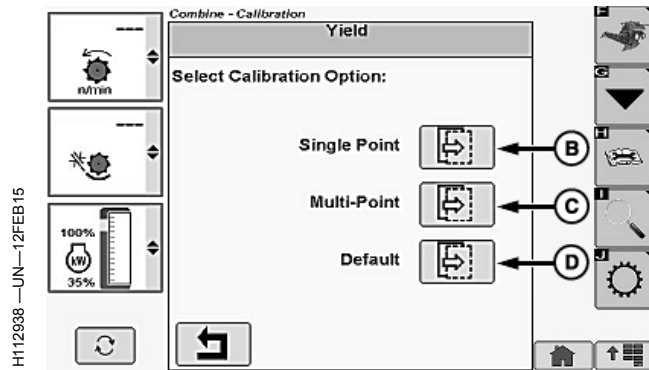 Combine - Calibration
Yield
Select Calibration Option:
Single Point
B
Multi-Point
C
Default
D
---
n/min
---
100%
kW
35%
F
G
H
I
J
H112938 —UN—12FEB15